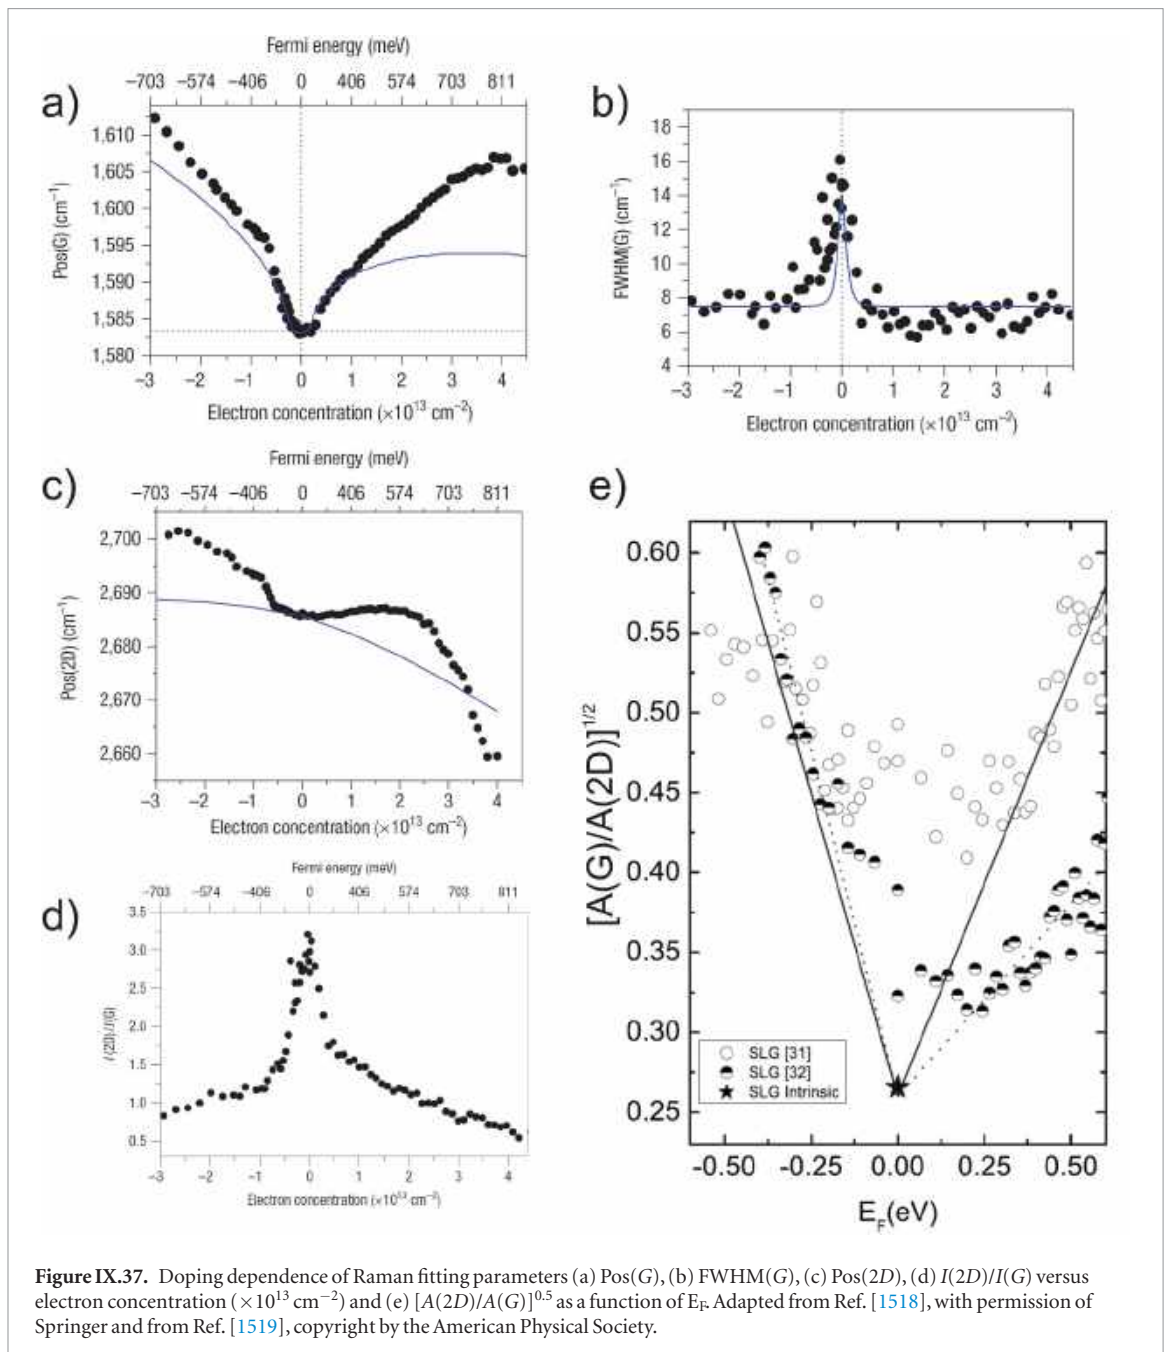 a)
Fermi energy (meV)
−703 −574 −406 0 406 574 703 811
Pos(G) (cm−1)
1,610
1,605
1,600
1,595
1,590
1,585
1,580
−3 −2 −1 0 1 2 3 4
Electron concentration (×10¹³ cm−²)
b)
FWHM(G) (cm−1)
18
16
14
12
10
8
6
4
−3 −2 −1 0 1 2 3 4
Electron concentration (×10¹³ cm−²)
c)
Fermi energy (meV)
−703 −574 −406 0 406 574 703 811
Pos(2D) (cm−1)
2,700
2,690
2,680
2,670
2,660
−3 −2 −1 0 1 2 3 4
Electron concentration (×10¹³ cm−²)
d)
Fermi energy (meV)
−703 −574 −406 0 406 574 703 811
I(2D)/I(G)
3.5
3.0
2.5
2.0
1.5
1.0
0.5
−3 −2 −1 0 1 2 3 4
Electron concentration (×10¹³ cm−²)
e)
[A(G)/A(2D)]1/2
0.60
0.55
0.50
0.45
0.40
0.35
0.30
0.25
SLG [31]
SLG [32]
SLG Intrinsic
-0.50 -0.25 0.00 0.25 0.50
EF(eV)
Figure IX.37. Doping dependence of Raman fitting parameters (a) Pos(G), (b) FWHM(G), (c) Pos(2D), (d) I(2D)/I(G) versus
electron concentration (×10¹³ cm−²) and (e) [A(2D)/A(G)]0.5 as a function of EF. Adapted from Ref. [1518], with permission of
Springer and from Ref. [1519], copyright by the American Physical Society.